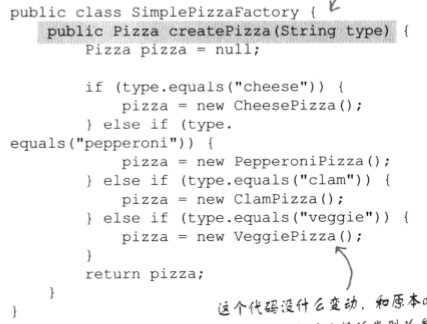 public class SimplePizzaFactory {
public Pizza createPizza(String type) {
Pizza pizza = null;
if (type.equals("cheese")) {
pizza = new CheesePizza();
} else if (type.
equals("pepperoni")) {
pizza = new PepperoniPizza();
} else if (type.equals("clam")) {
pizza = new ClamPizza();
} else if (type.equals("veggie")) {
pizza = new VeggiePizza();
}
return pizza;
}
}
这个代码没什么变动，和原本o